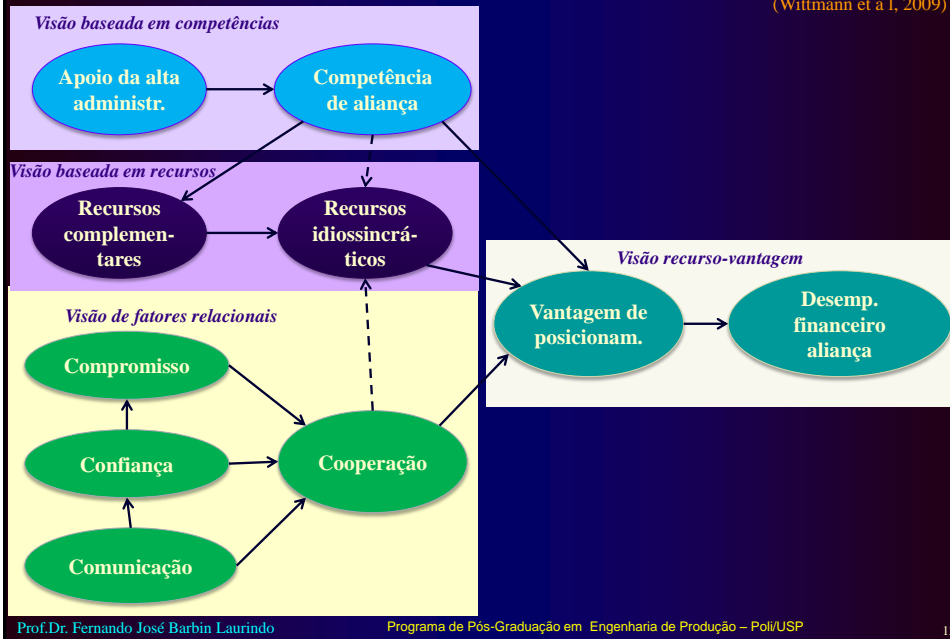 (Wittmann et a l, 2009)
Visão baseada em competências
Apoio da alta
administr.
Competência
de aliança
Visão baseada em recursos
Recursos
complemen-
tares
Recursos
idiossincrá-
ticos
Visão recurso-vantagem
Vantagem de
posicionam.
Desemp.
financeiro
aliança
Visão de fatores relacionais
Compromisso
Confiança
Cooperação
Comunicação
Prof.Dr. Fernando José Barbin Laurindo
Programa de Pós-Graduação em Engenharia de Produção – Poli/USP